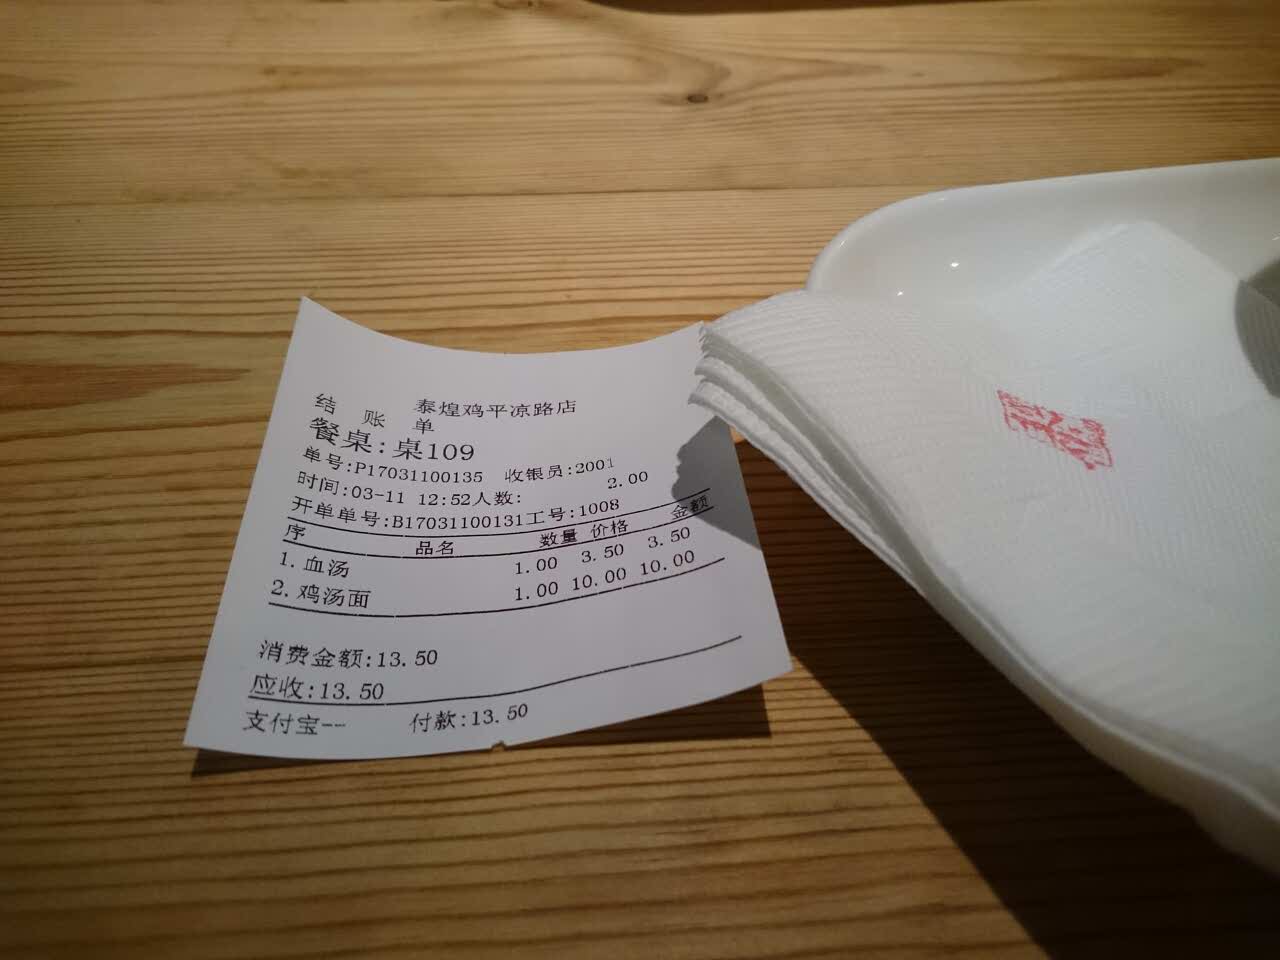 泰煌鸡平凉路店
结 账 单
餐桌:桌109
单号:P17031100135 收银员:2001
时间:03-11 12:52人数: 2.00
开单单号:B17031100131工号:1008
序 品名 数量 价格 金额
1.血汤 1.00 3.50 3.50
2.鸡汤面 1.00 10.00 10.00
消费金额:13.50
应收:13.50
支付宝-- 付款:13.50